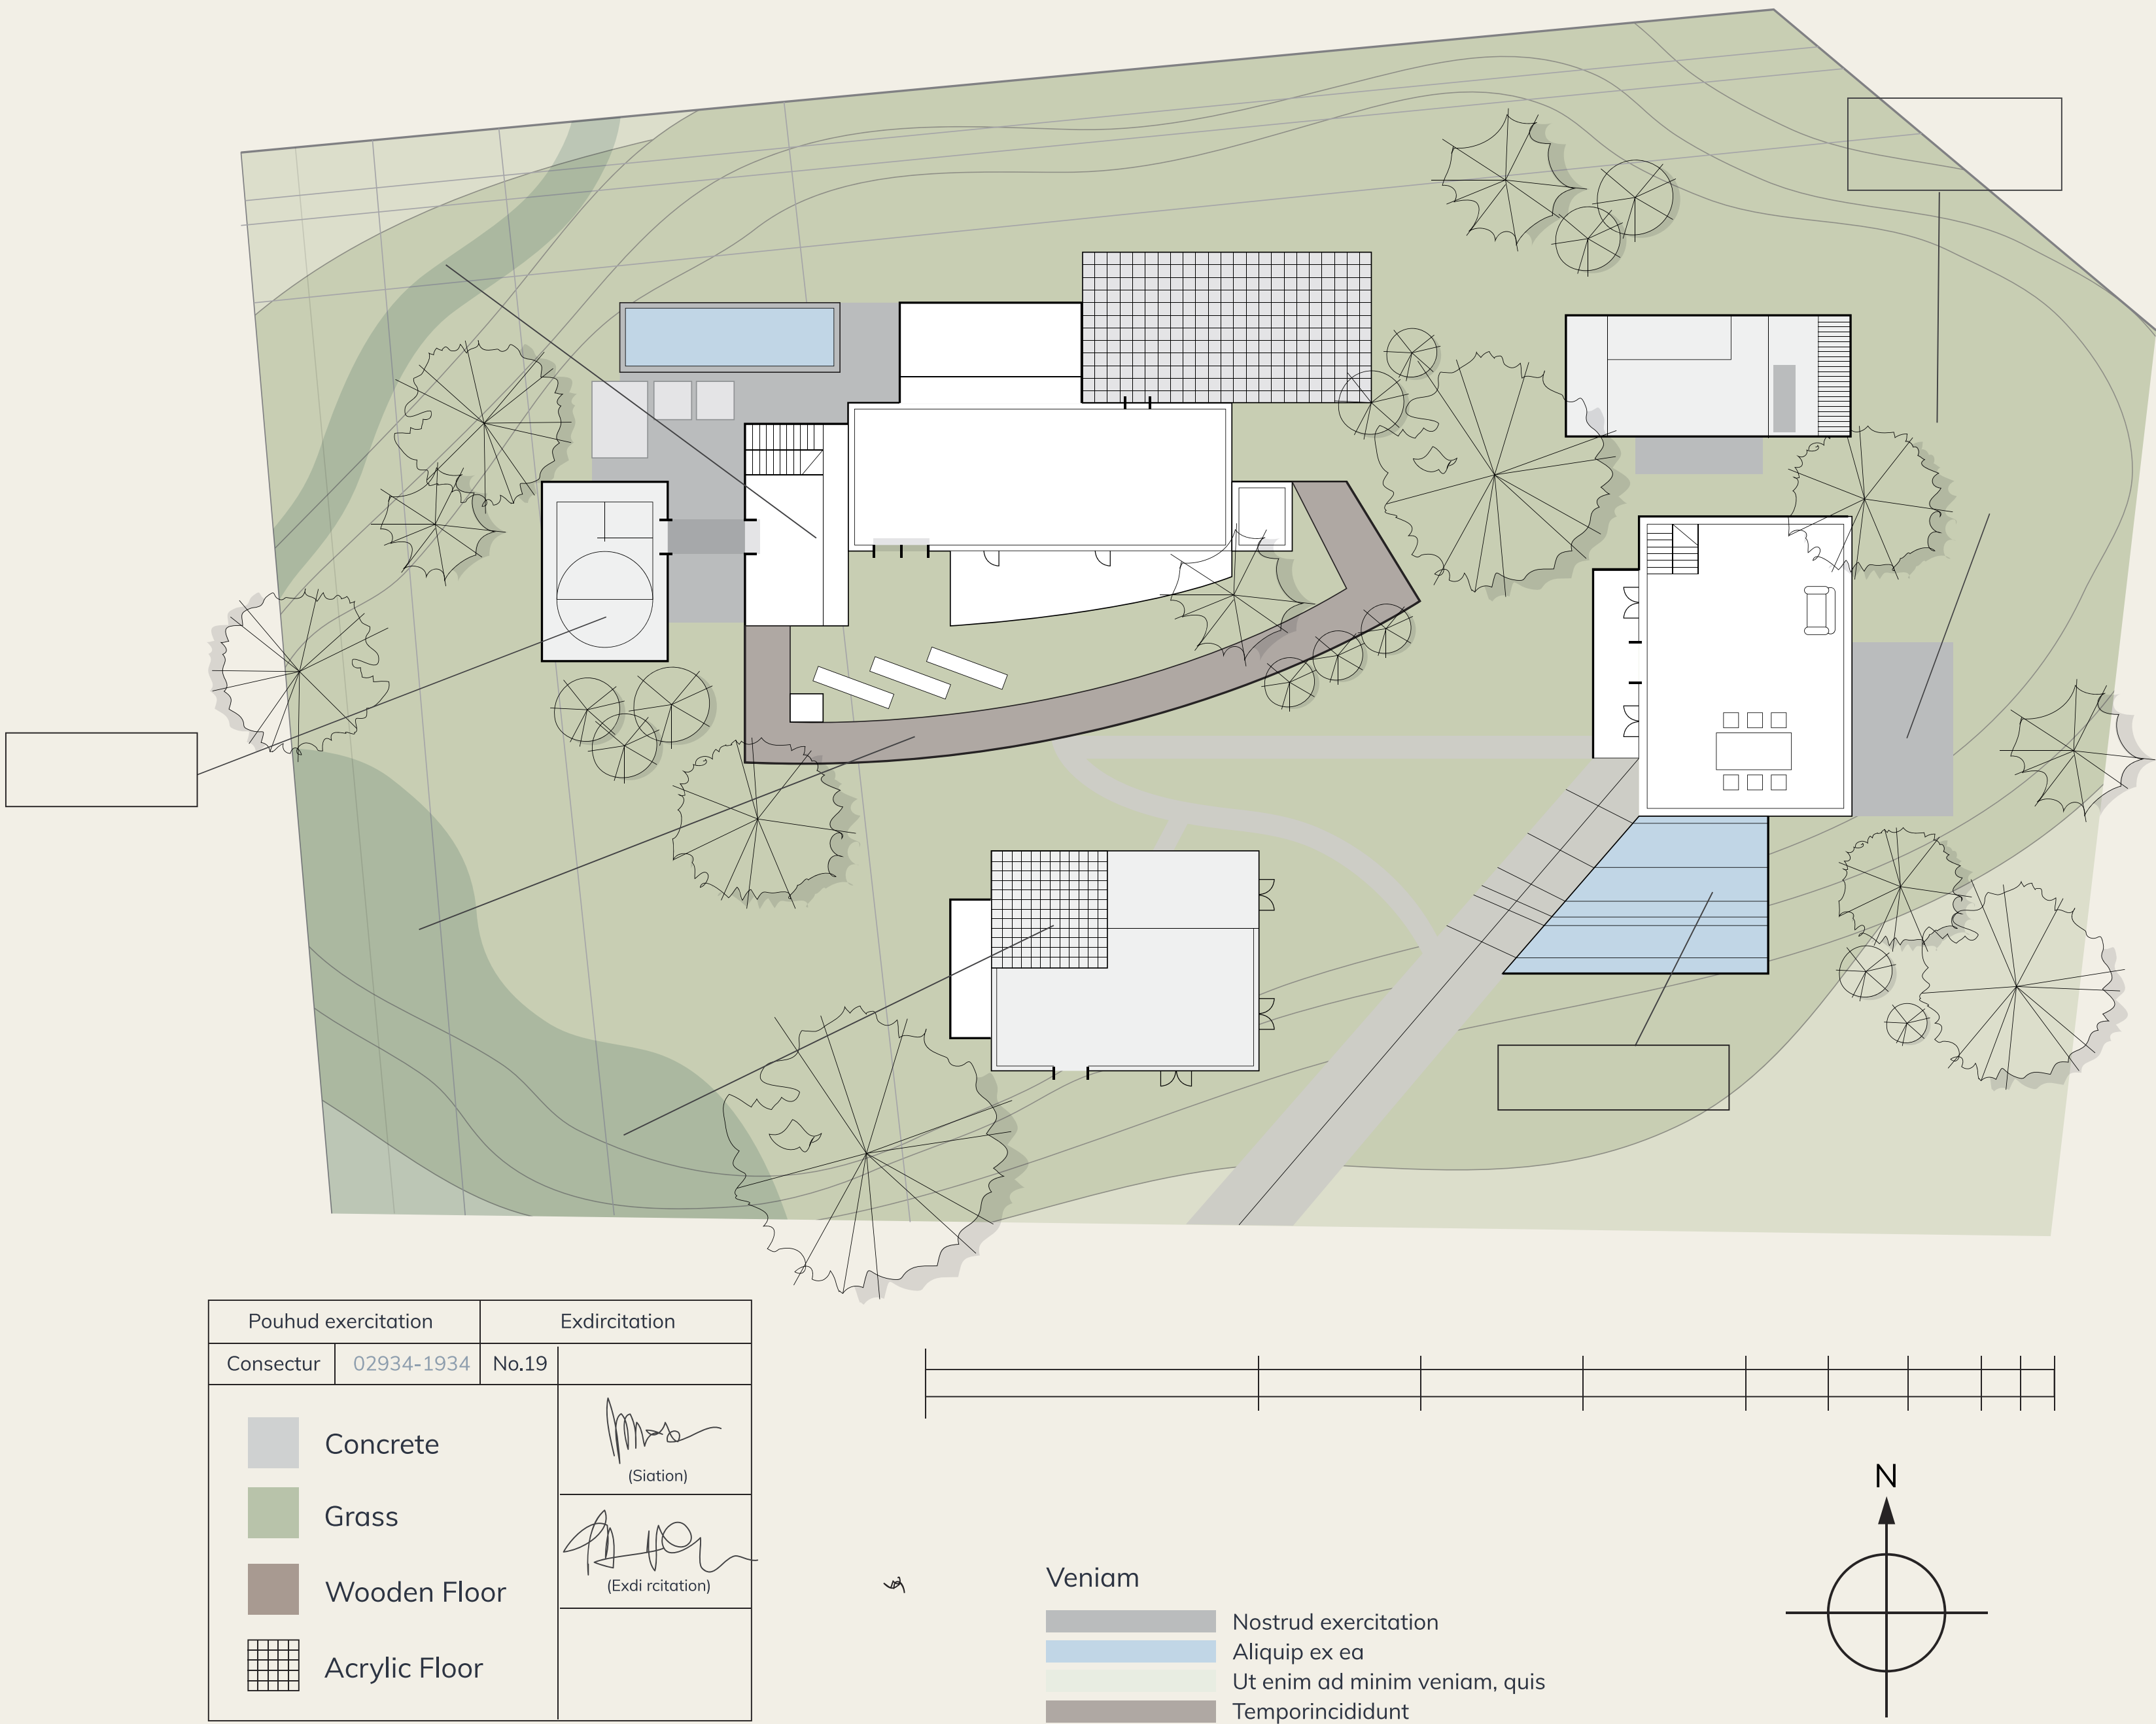 Pouhud exercitation Exdircitation
Consectur 02934-1934 No.19
Concrete
Grass
Wooden Floor
Acrylic Floor
(Siation)
(Exdi rcitation)
N
Veniam
Nostrud exercitation
Aliquip ex ea
Ut enim ad minim veniam, quis
Temporincididunt